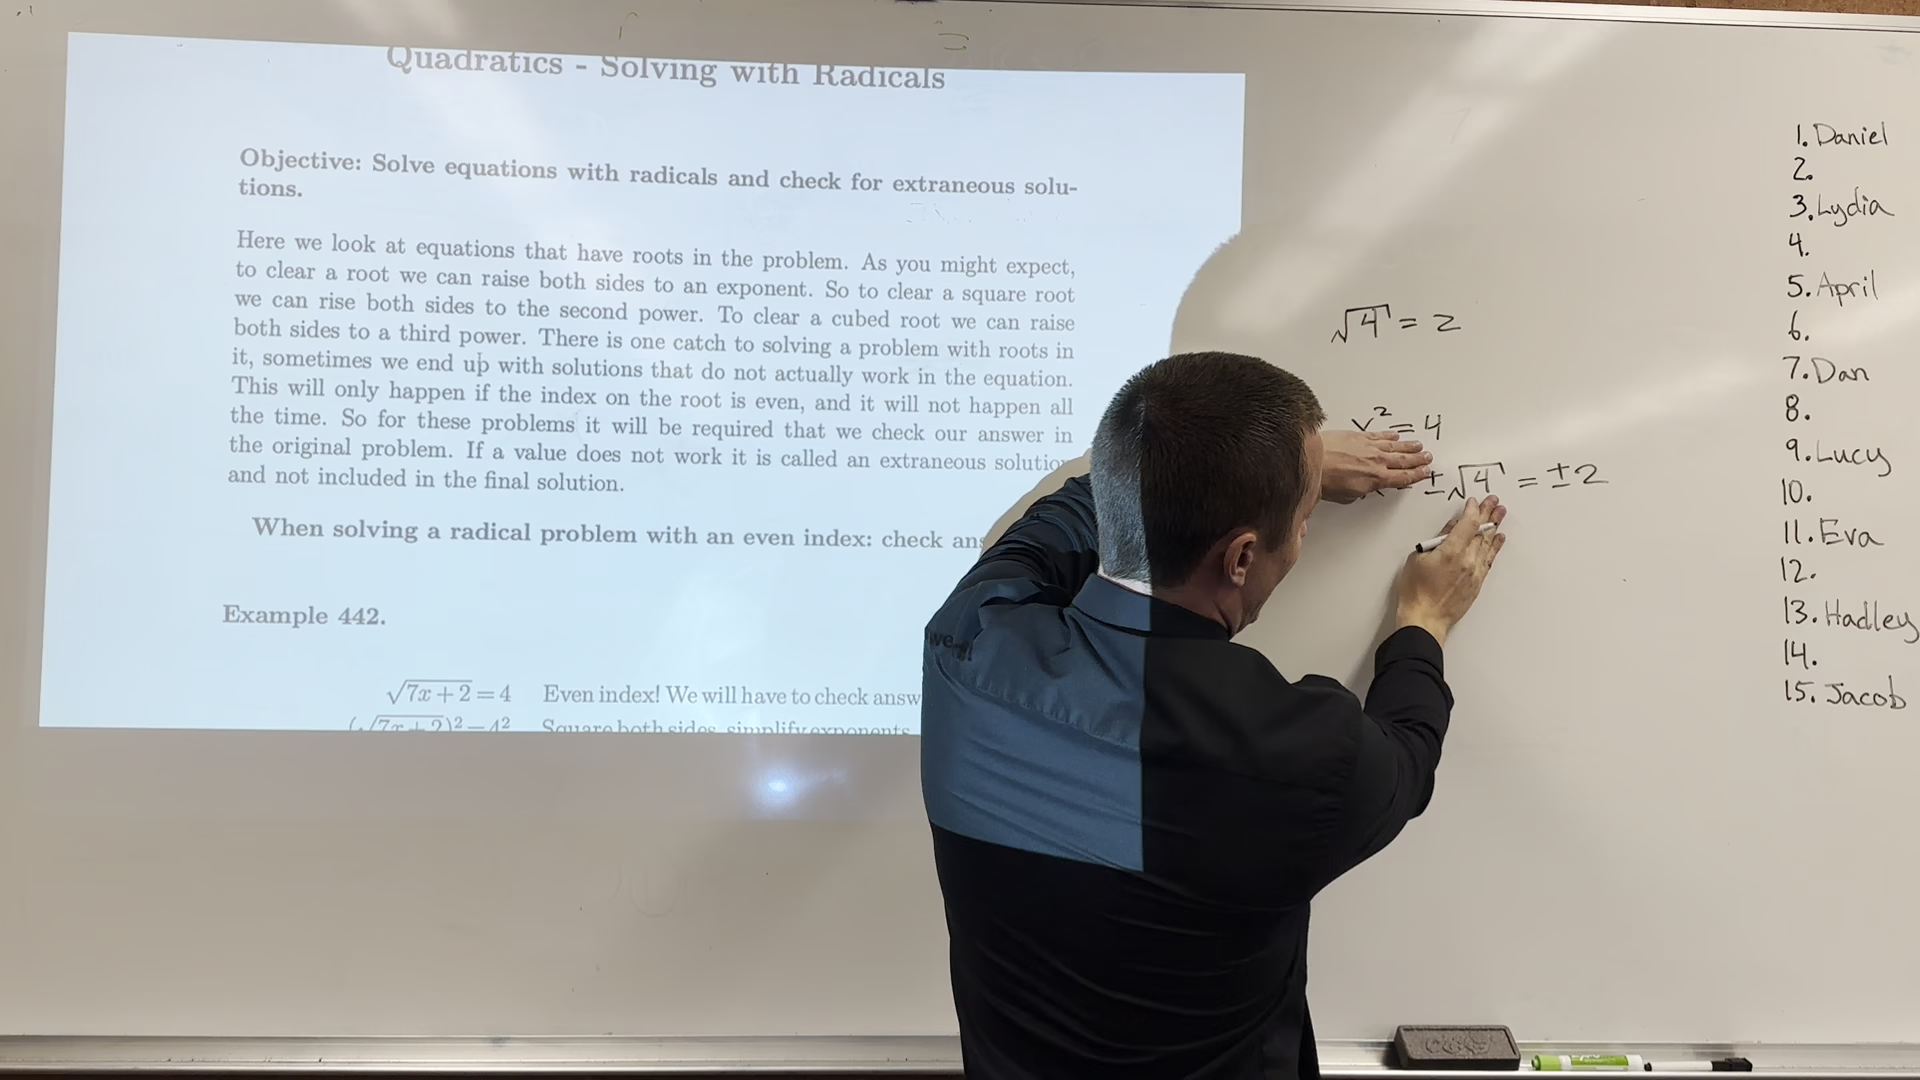 Quadratics - Solving with Radicals
Objective: Solve equations with radicals and check for extraneous solu-
tions.
Here we look at equations that have roots in the problem. As you might expect,
to clear a root we can raise both sides to an exponent. So to clear a square root
we can rise both sides to the second power. To clear a cubed root we can raise
both sides to a third power. There is one catch to solving a problem with roots in
it, sometimes we end up with solutions that do not actually work in the equation.
This will only happen if the index on the root is even, and it will not happen all
the time. So for these problems it will be required that we check our answer in
the original problem. If a value does not work it is called an extraneous solution
and not included in the final solution.
When solving a radical problem with an even index: check ans
Example 442.
√7x + 2 = 4 Even index! We will have to check answ
(√7x + 2)² = 4² Square both sides, simplify exponents
√4 = 2
x² = 4
± √4 = ±2
1. Daniel
2.
3. Lydia
4.
5. April
6.
7. Dan
8.
9. Lucy
10.
11. Eva
12.
13. Hadley
14.
15. Jacob